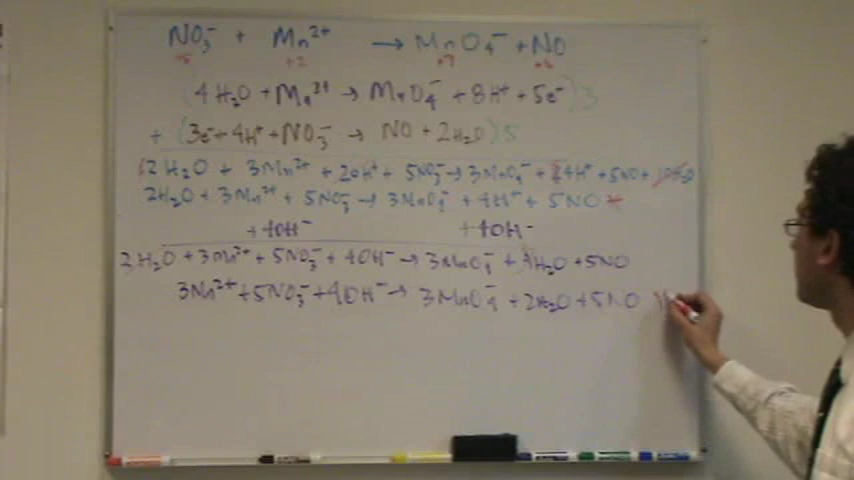 NO₃⁻ + Mn²⁺ → MnO₄⁻ + NO
+5 +2 +7 +2
(4H₂O + Mn²⁺ → MnO₄⁻ + 8H⁺ + 5e⁻)3
+ (3e⁻ + 4H⁺ + NO₃⁻ → NO + 2H₂O)5
12H₂O + 3Mn²⁺ + 20H⁺ + 5NO₃⁻ → 3MnO₄⁻ + 24H⁺ + 5NO + 10H₂O
2H₂O + 3Mn²⁺ + 5NO₃⁻ → 3MnO₄⁻ + 4H⁺ + 5NO
+4OH⁻ +4OH⁻
2H₂O + 3Mn²⁺ + 5NO₃⁻ + 4OH⁻ → 3MnO₄⁻ + 4H₂O + 5NO
3Mn²⁺ + 5NO₃⁻ + 4OH⁻ → 3MnO₄⁻ + 2H₂O + 5NO